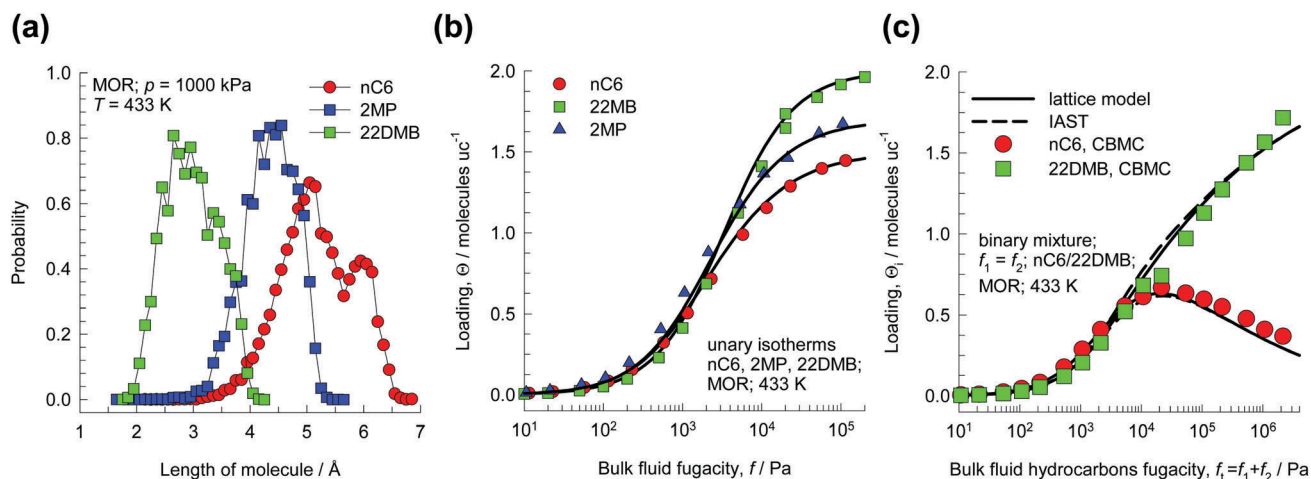 (a)
MOR; p = 1000 kPa
T = 433 K
nC6
2MP
22DMB
Probability
1.0
0.8
0.6
0.4
0.2
0.0
1 2 3 4 5 6 7
Length of molecule / Å
(b)
nC6
22MB
2MP
Loading, Θ / molecules uc⁻¹
2.0
1.5
1.0
0.5
0.0
unary isotherms
nC6, 2MP, 22DMB;
MOR; 433 K
10¹ 10² 10³ 10⁴ 10⁵
Bulk fluid fugacity, f / Pa
(c)
lattice model
IAST
nC6, CBMC
22DMB, CBMC
Loading, Θᵢ / molecules uc⁻¹
2.0
1.5
1.0
0.5
0.0
binary mixture;
f₁ = f₂; nC6/22DMB;
MOR; 433 K
10¹ 10² 10³ 10⁴ 10⁵ 10⁶
Bulk fluid hydrocarbons fugacity, fₜ=f₁+f₂ / Pa